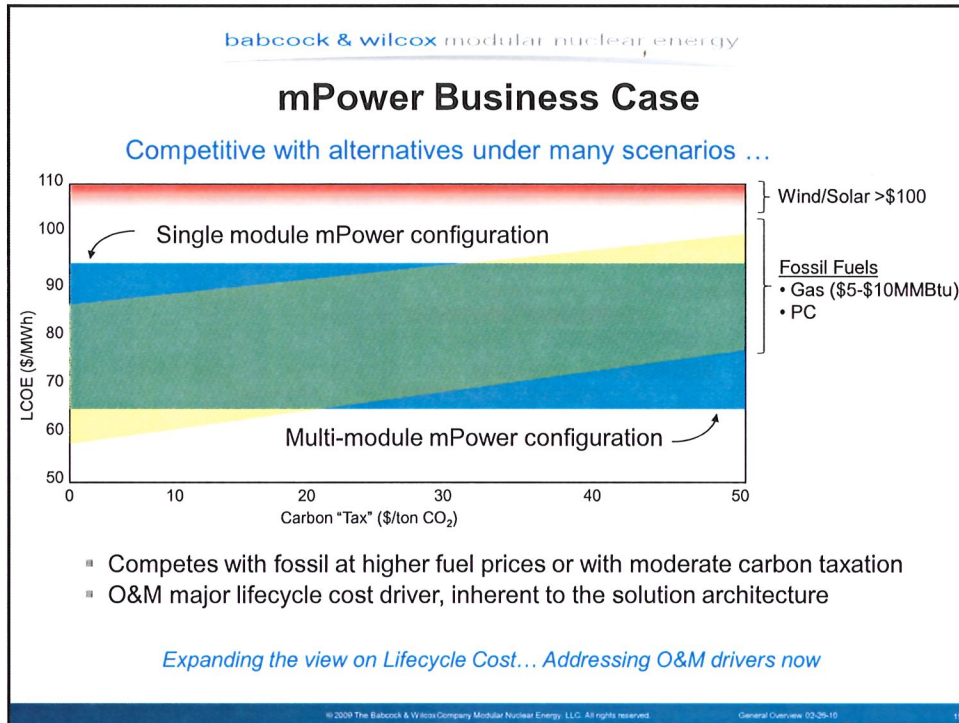 babcock & wilcox modular nuclear energy
mPower Business Case
Competitive with alternatives under many scenarios ...
110
100
90
80
70
60
50
LCOE ($/MWh)
0
10
20
30
40
50
Carbon "Tax" ($/ton CO₂)
Single module mPower configuration
Multi-module mPower configuration
Wind/Solar >$100
Fossil Fuels
• Gas ($5-$10MMBtu)
• PC
Competes with fossil at higher fuel prices or with moderate carbon taxation
O&M major lifecycle cost driver, inherent to the solution architecture
Expanding the view on Lifecycle Cost... Addressing O&M drivers now
© 2009 The Babcock & Wilcox Company Modular Nuclear Energy, LLC. All rights reserved.
General Overview 02-26-10